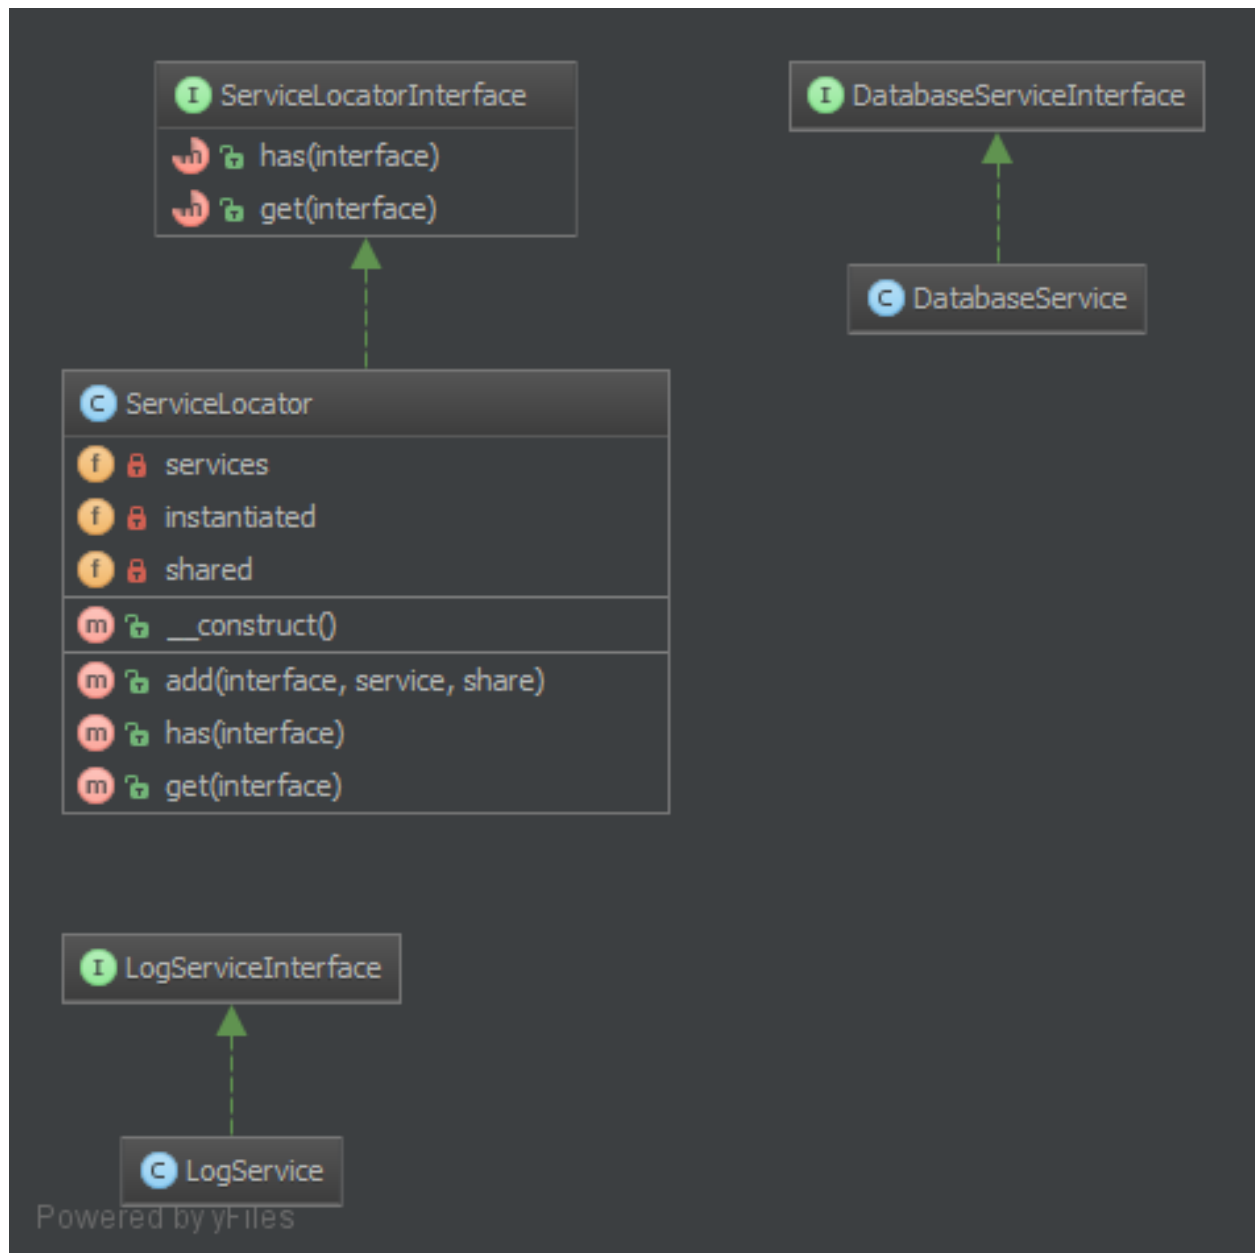 I ServiceLocatorInterface
m has(interface)
m get(interface)
I DatabaseServiceInterface
C DatabaseService
C ServiceLocator
f services
f instantiated
f shared
m __construct()
m add(interface, service, share)
m has(interface)
m get(interface)
I LogServiceInterface
C LogService
Powered by yFiles